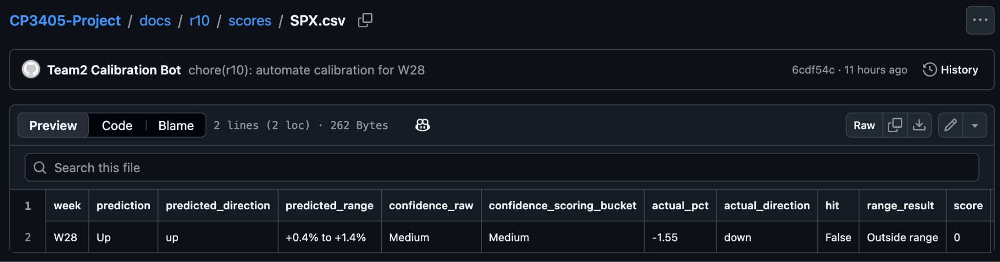 CP3405-Project / docs / r10 / scores / SPX.csv
Team2 Calibration Bot chore(r10): automate calibration for W28 6cdf54c · 11 hours ago History
Preview Code Blame 2 lines (2 loc) · 262 Bytes Raw
Search this file
1 week prediction predicted_direction predicted_range confidence_raw confidence_scoring_bucket actual_pct actual_direction hit range_result score
2 W28 Up up +0.4% to +1.4% Medium Medium -1.55 down False Outside range 0